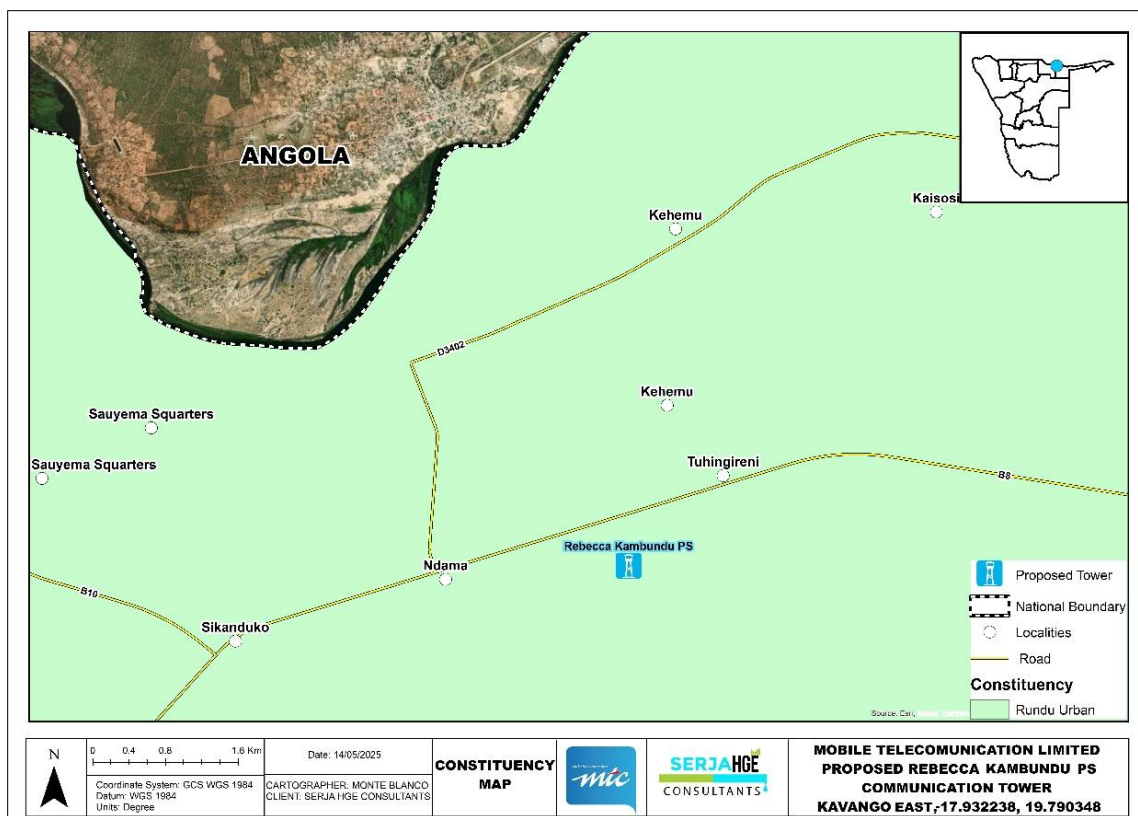 ANGOLA
Kaisosi
Kehemu
D3402
Kehemu
Sauyema Squarters
Sauyema Squarters
Tuhingireni
B8
Rebecca Kambundu PS
Ndama
B10
Sikanduko
Proposed Tower
National Boundary
Localities
Road
Constituency
Rundu Urban
Source: Esri,
N
0 0.4 0.8 1.6 Km
Coordinate System: GCS WGS 1984
Datum: WGS 1984
Units: Degree
Date: 14/05/2025
CARTOGRAPHER: MONTE BLANCO
CLIENT: SERJA HGE CONSULTANTS
CONSTITUENCY
MAP
mtc
SERJA HGE
CONSULTANTS
MOBILE TELECOMUNICATION LIMITED
PROPOSED REBECCA KAMBUNDU PS
COMMUNICATION TOWER
KAVANGO EAST,-17.932238, 19.790348